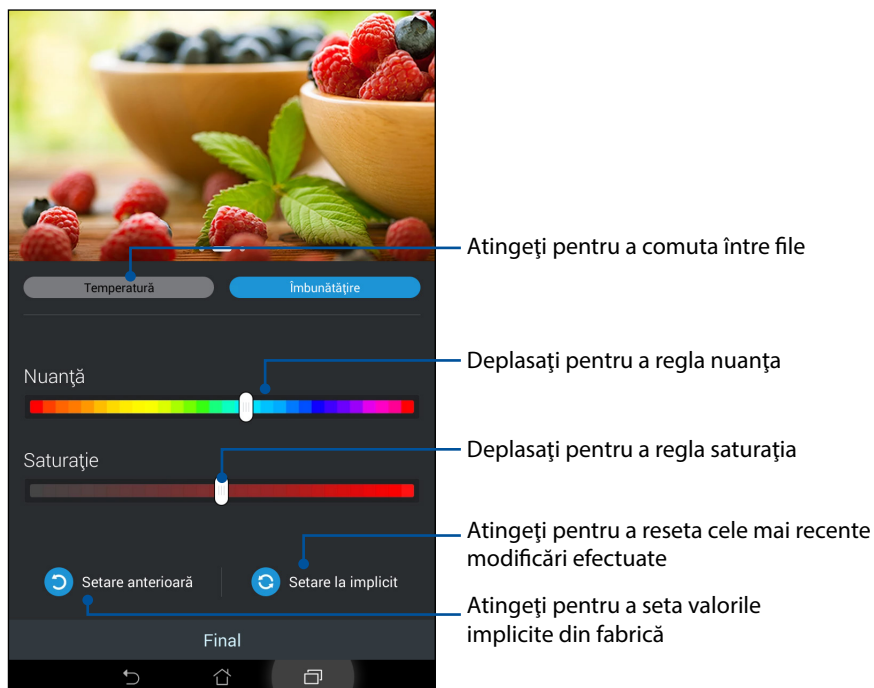 Atingeţi pentru a comuta între file
Temperatură
Îmbunătăţire
Deplasaţi pentru a regla nuanţa
Nuanţă
Deplasaţi pentru a regla saturaţia
Saturaţie
Atingeţi pentru a reseta cele mai recente
modificări efectuate
Setare anterioară
Setare la implicit
Atingeţi pentru a seta valorile
implicite din fabrică
Final